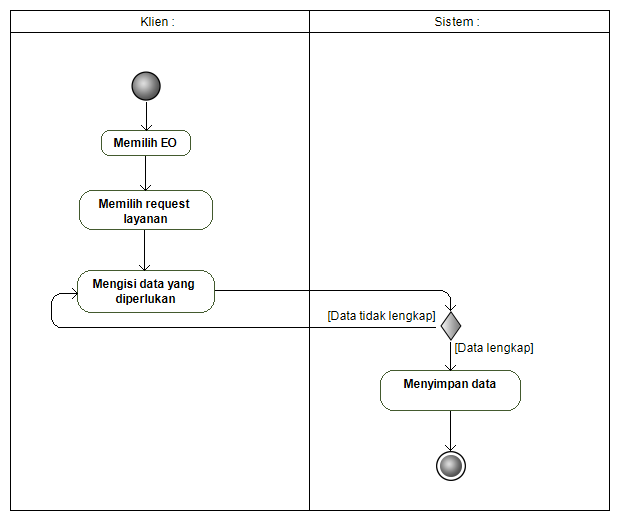 Klien :
Sistem :
Memilih EO
Memilih request
layanan
Mengisi data yang
diperlukan
[Data tidak lengkap]
[Data lengkap]
Menyimpan data